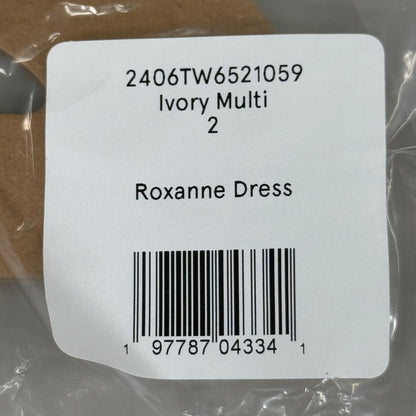 2406TW6521059
Ivory Multi
2
Roxanne Dress
1 97787 04334 1